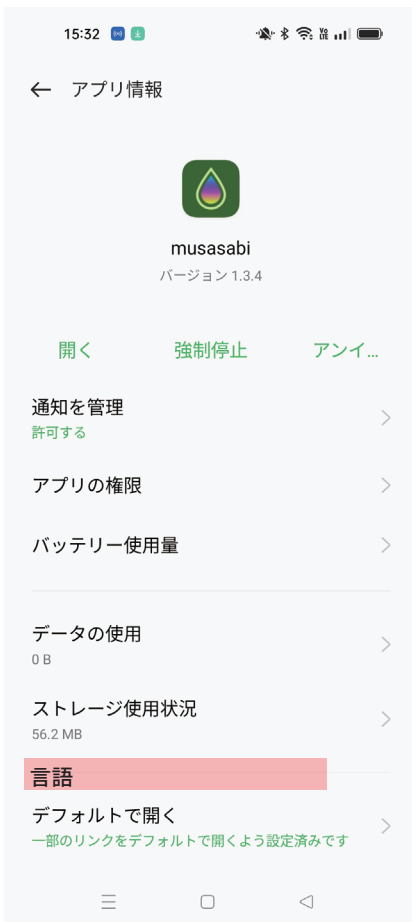 15:32
アプリ情報
musasabi
バージョン 1.3.4
開く 強制停止 アンイ...
通知を管理
許可する
アプリの権限
バッテリー使用量
データの使用
0 B
ストレージ使用状況
56.2 MB
言語
デフォルトで開く
一部のリンクをデフォルトで開くよう設定済みです